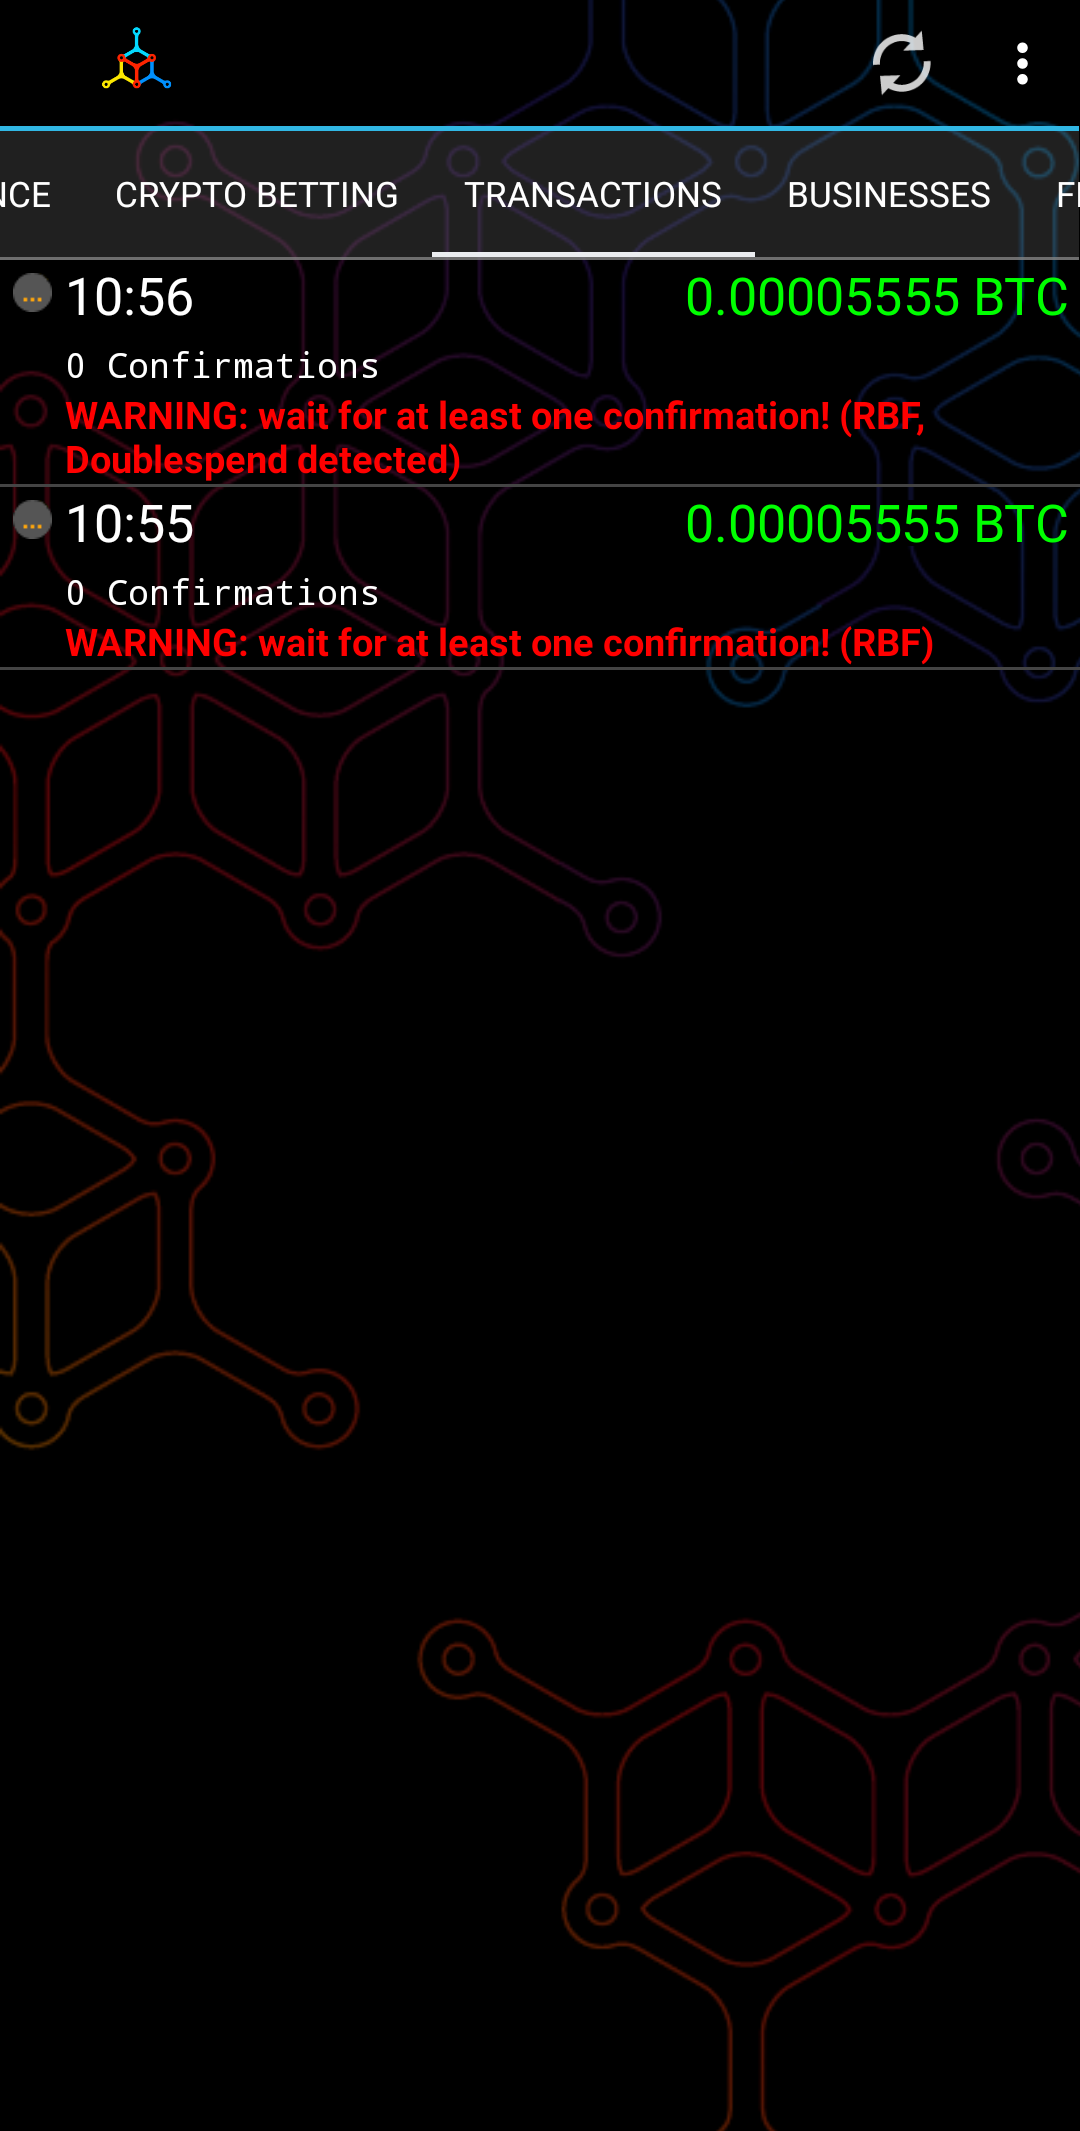 NCE CRYPTO BETTING TRANSACTIONS BUSINESSES
... 10:56 0.00005555 BTC
0 Confirmations
WARNING: wait for at least one confirmation! (RBF,
Doublespend detected)
... 10:55 0.00005555 BTC
0 Confirmations
WARNING: wait for at least one confirmation! (RBF)